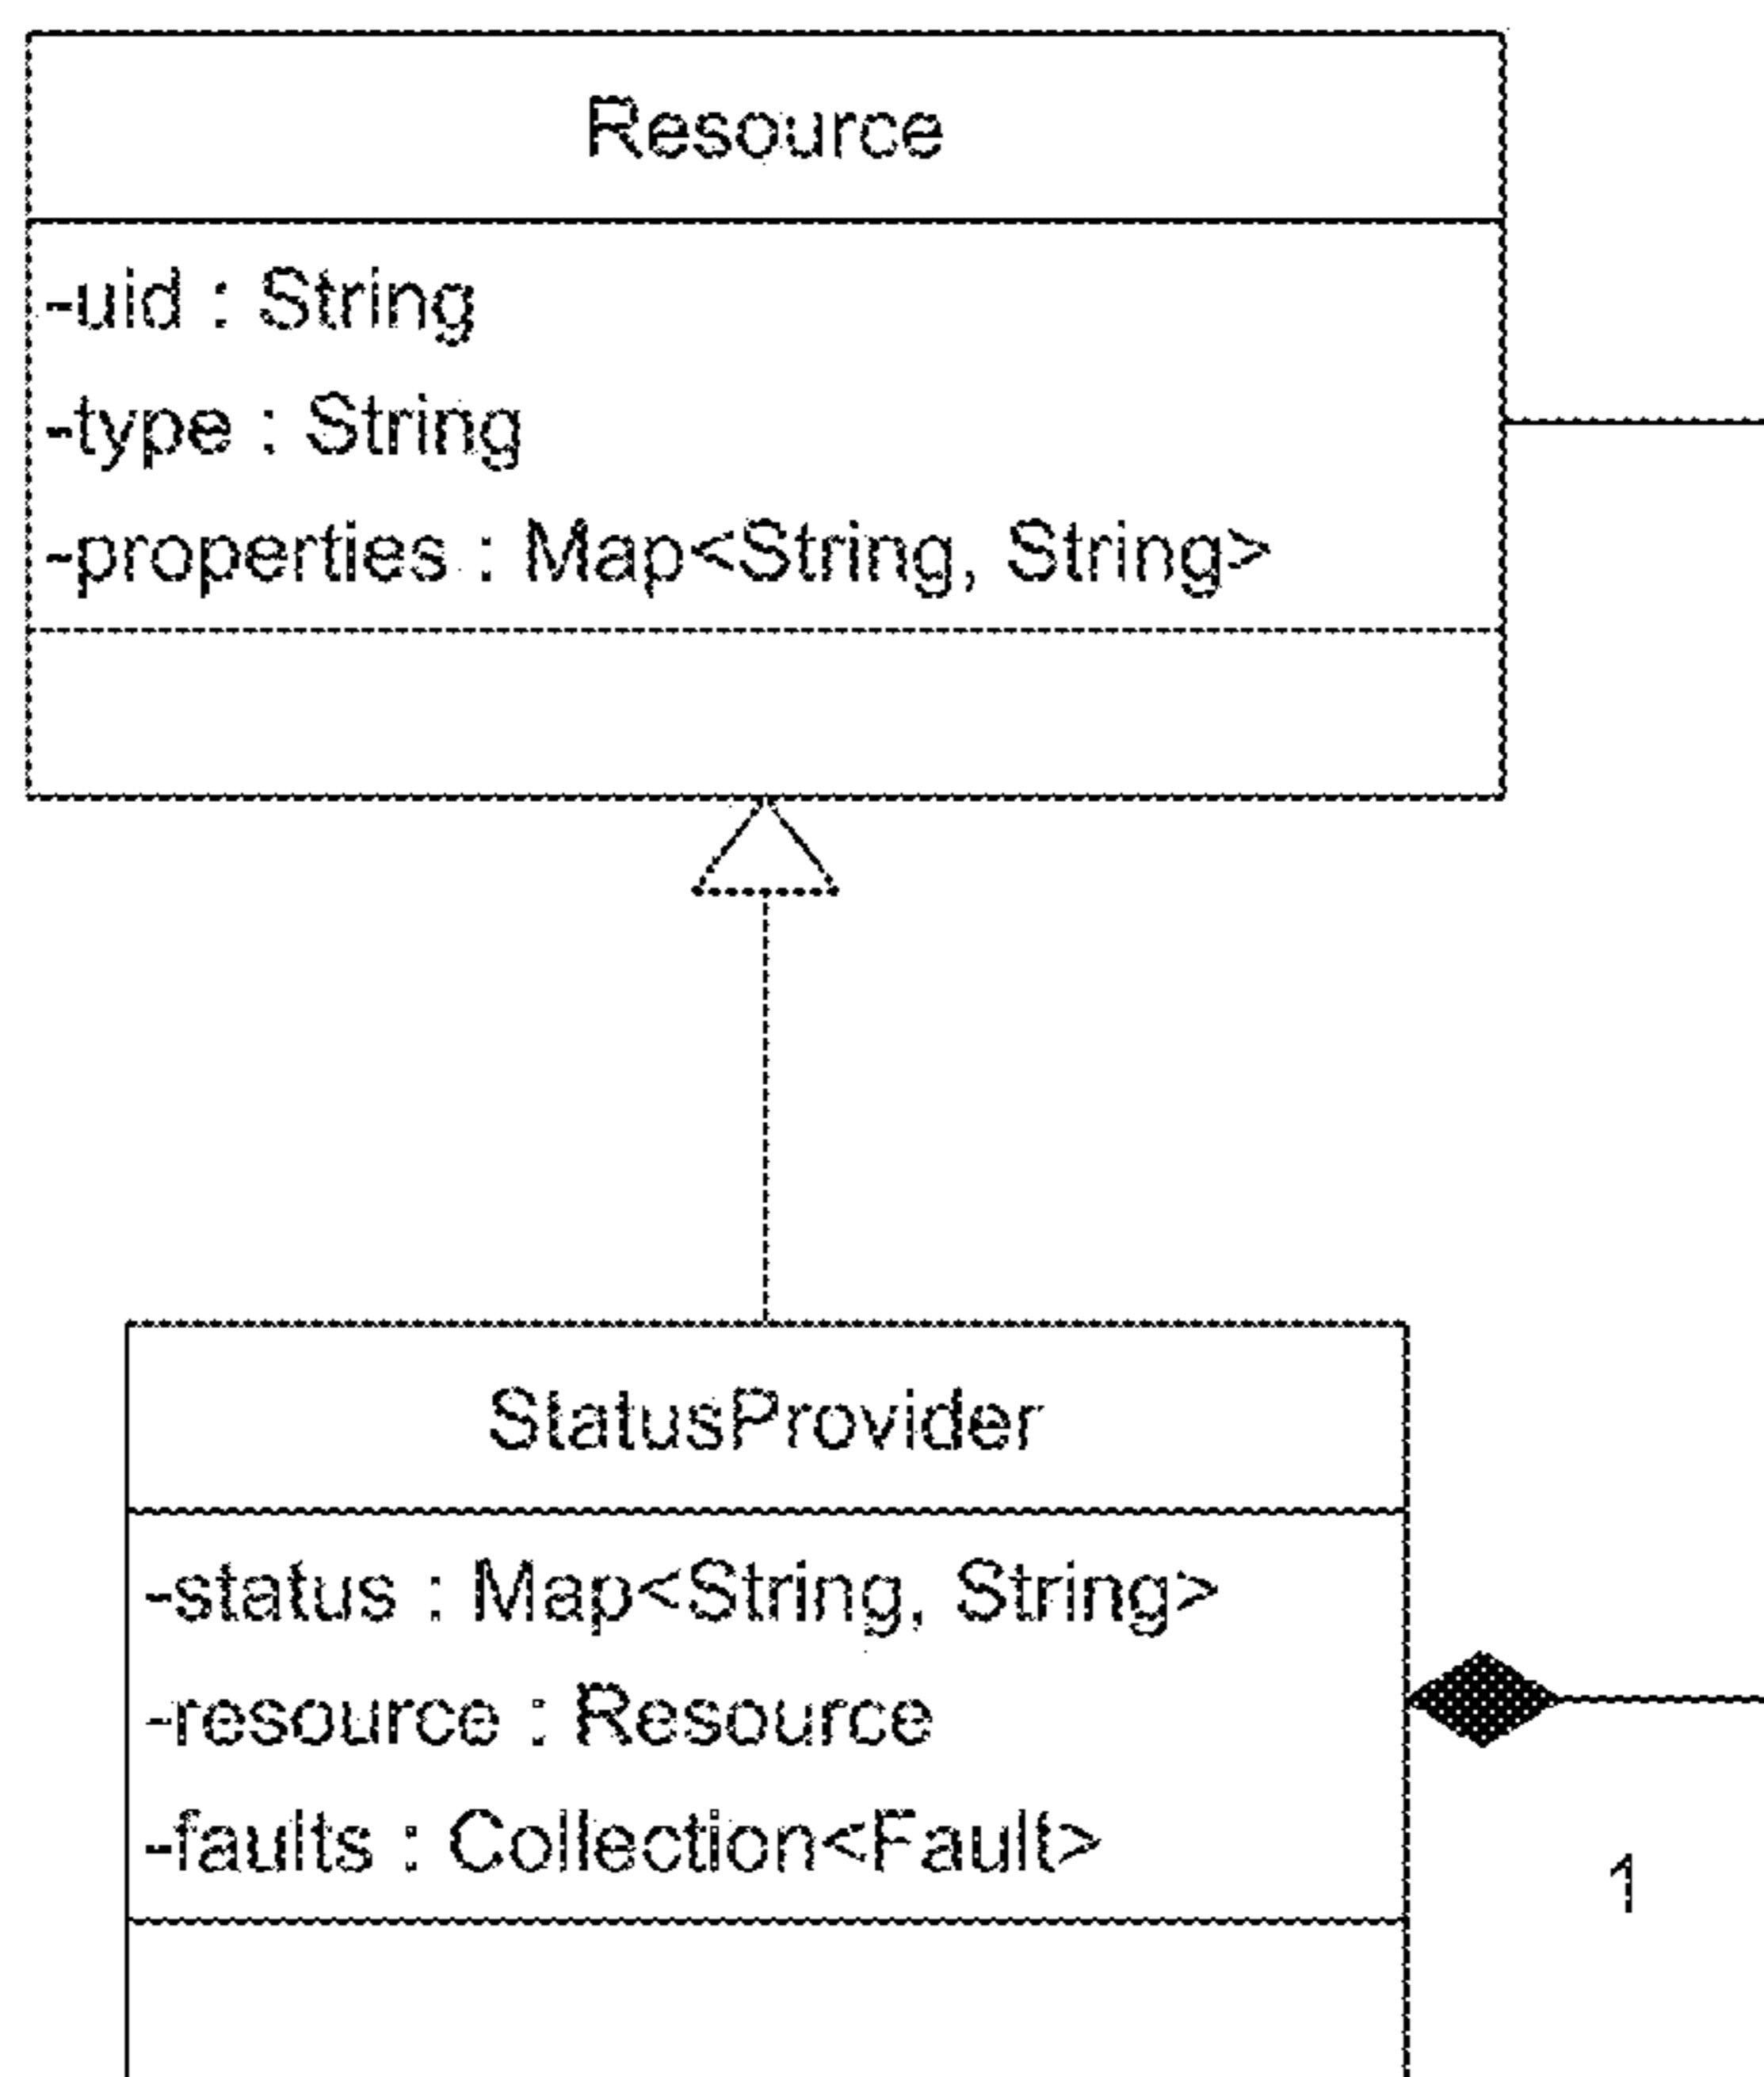 Resource
-uid : String
-type : String
-properties : Map<String, String>
StatusProvider
-status : Map<String, String>
-resource : Resource
-faults : Collection<Fault>
1